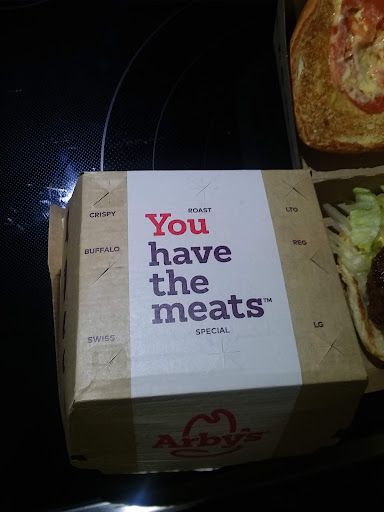 CRISPY
ROAST
LTO
You
BUFFALO
have
REG
the
meats™
SWISS
SPECIAL
LG
Arby's